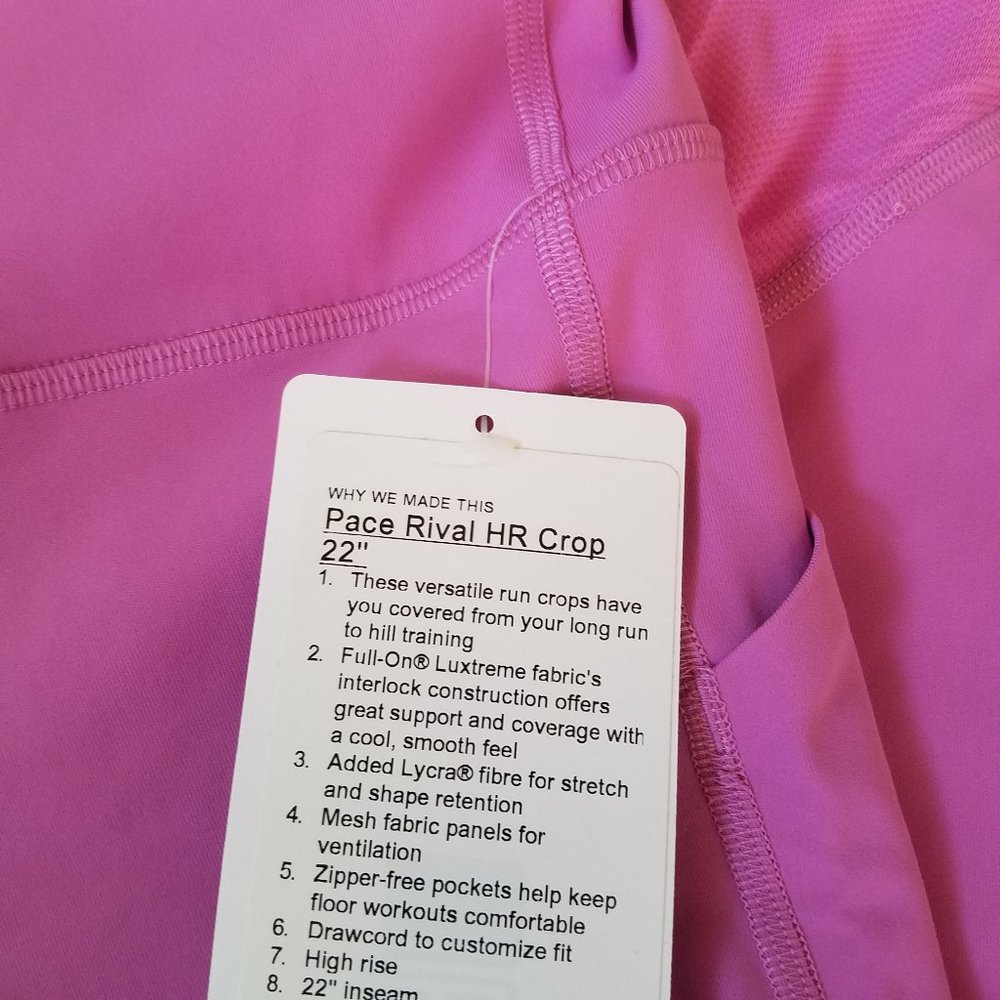 WHY WE MADE THIS
Pace Rival HR Crop
22"
1. These versatile run crops have
you covered from your long run
to hill training
2. Full-On® Luxtreme fabric's
interlock construction offers
great support and coverage with
a cool, smooth feel
3. Added Lycra® fibre for stretch
and shape retention
4. Mesh fabric panels for
ventilation
5. Zipper-free pockets help keep
floor workouts comfortable
6. Drawcord to customize fit
7. High rise
8. 22" inseam